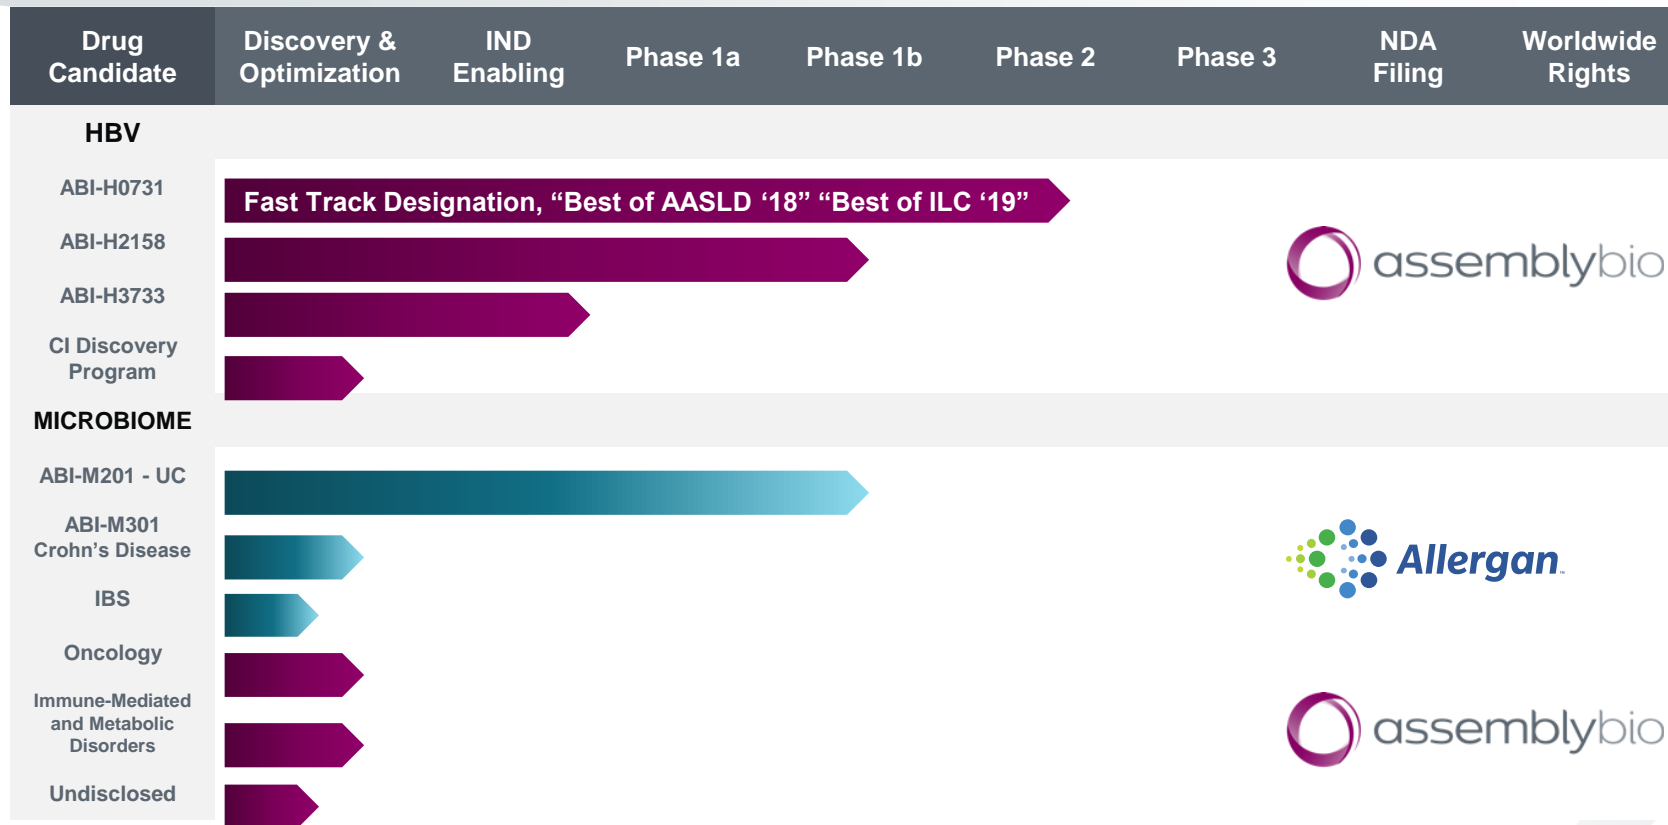 Drug
Candidate
Discovery &
Optimization
IND
Enabling
Phase 1a
Phase 1b
Phase 2
Phase 3
NDA
Filing
Worldwide
Rights
HBV
ABI-H0731
Fast Track Designation, “Best of AASLD ‘18” “Best of ILC ‘19”
ABI-H2158
assemblybio
ABI-H3733
CI Discovery
Program
MICROBIOME
ABI-M201 - UC
ABI-M301
Crohn’s Disease
Allergan
IBS
Oncology
Immune-Mediated
and Metabolic
Disorders
assemblybio
Undisclosed